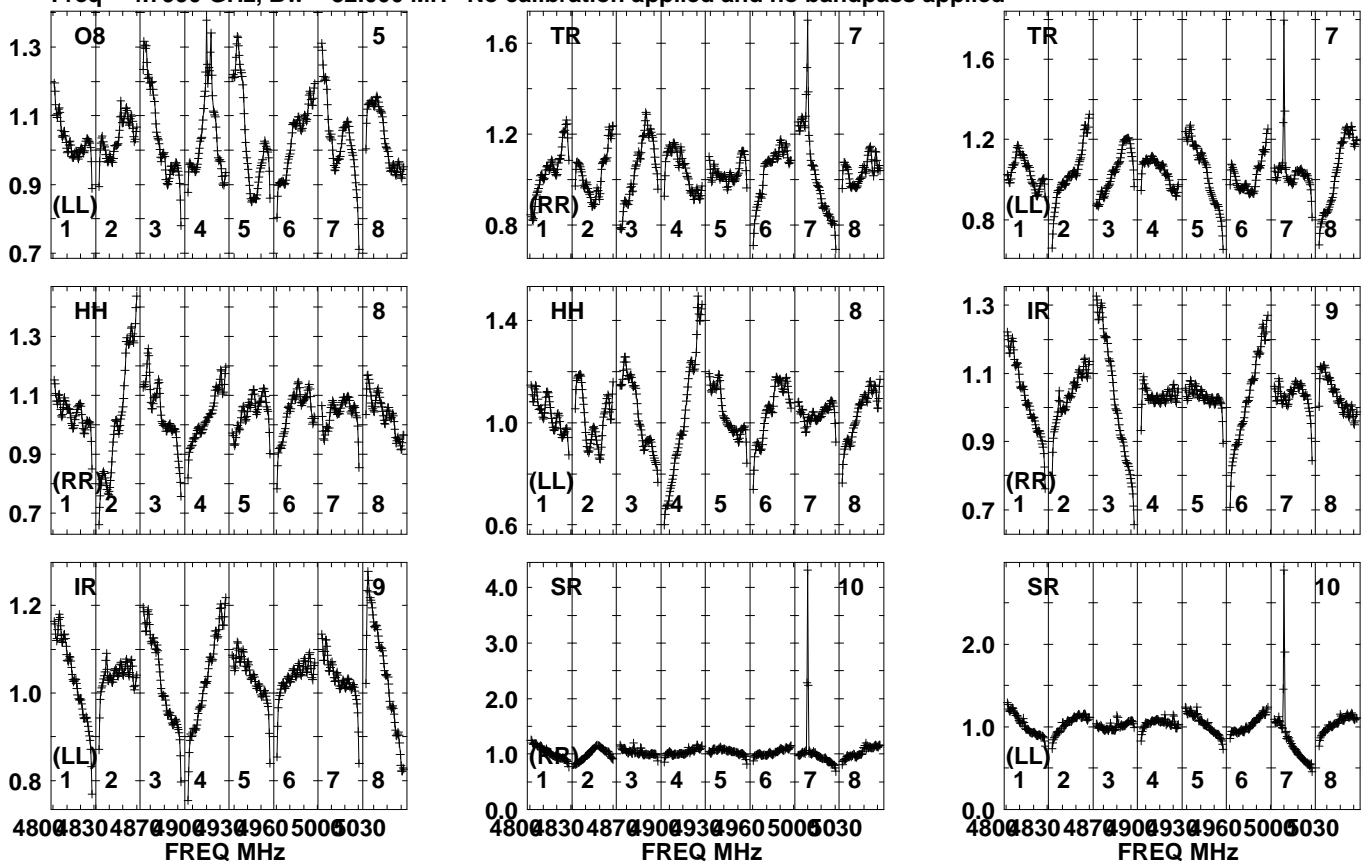 Freq = GHz, Bw = 32.000 MH No calibration applied and no bandpass applied
O8 5
1.3
1.1
0.9
0.7
(LL)
1 2 3 4 5 6 7 8
TR 7
1.6
1.2
0.8
(RR)
1 2 3 4 5 6 7 8
TR 7
1.6
1.2
0.8
(LL)
1 2 3 4 5 6 7 8
HH 8
1.3
1.1
0.9
0.7
(RR)
1 2 3 4 5 6 7 8
HH 8
1.4
1.0
0.6
(LL)
1 2 3 4 5 6 7 8
IR 9
1.3
1.1
0.9
0.7
(RR)
1 2 3 4 5 6 7 8
IR 9
1.2
1.0
0.8
(LL)
1 2 3 4 5 6 7 8
4800 4830 4870 4900 4930 4960 5000 5030
FREQ MHz
SR 10
4.0
3.0
2.0
1.0
0.0
(RR)
1 2 3 4 5 6 7 8
4800 4830 4870 4900 4930 4960 5000 5030
FREQ MHz
SR 10
2.0
1.0
0.0
(LL)
1 2 3 4 5 6 7 8
4800 4830 4870 4900 4930 4960 5000 5030
FREQ MHz